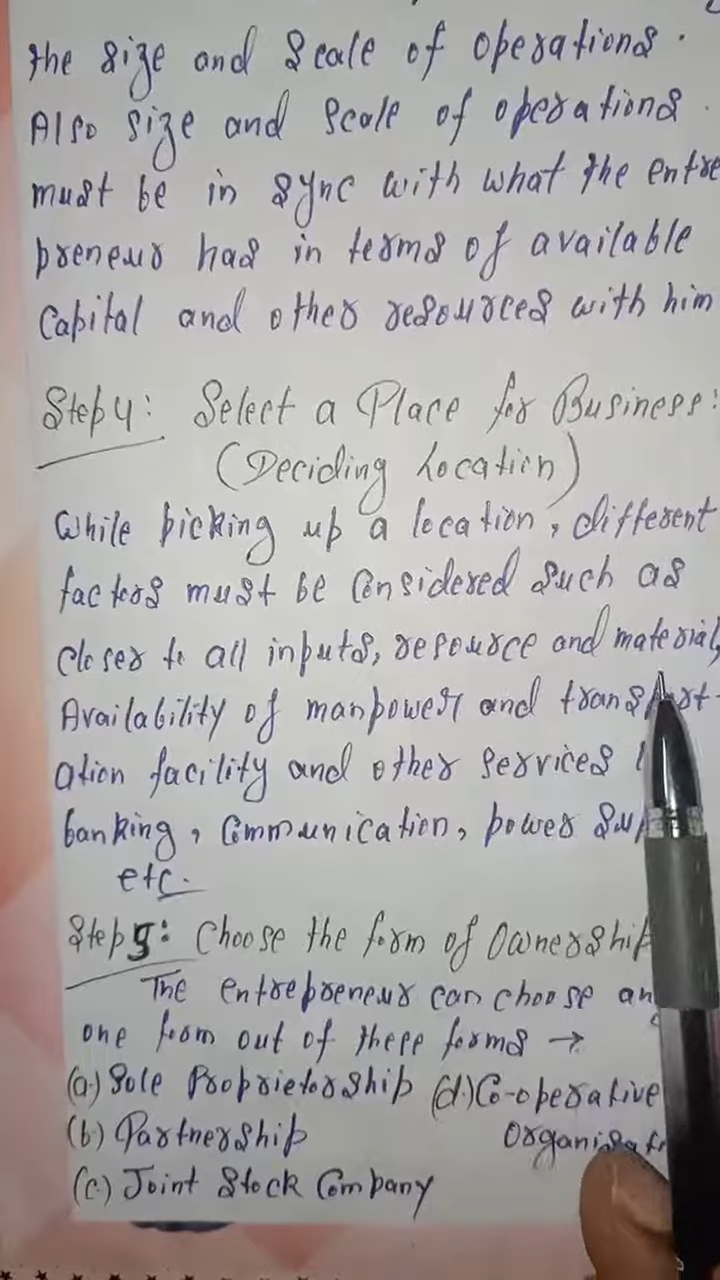 the size and Scale of operations.
Also size and scale of operations
must be in sync with what the entre
preneur has in terms of available
Capital and other resources with him
Step 4: Select a Place for Business:
(Deciding Location)
While picking up a location, different
factors must be Considered such as
closer to all inputs, resource and material,
Availability of manpower and transport-
ation facility and other services
banking, Communication, power
etc.
Step 5: Choose the form of Ownership
The entrepreneur can choose
one from out of these forms →
(a.) Sole Proprietorship (d.) Co-operative
(b.) Partnership
(c.) Joint Stock Company